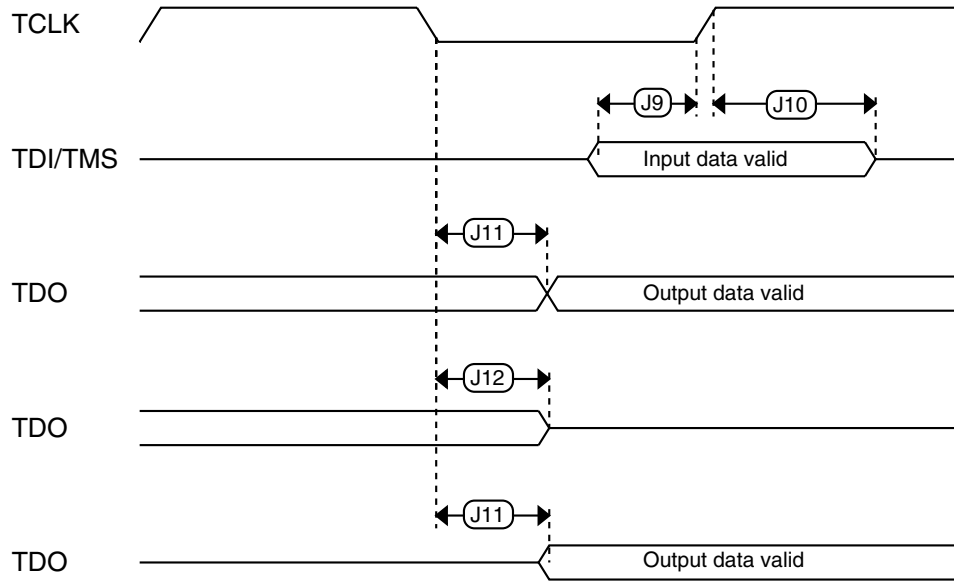 TCLK
J9
J10
TDI/TMS
Input data valid
J11
TDO
Output data valid
J12
TDO
J11
TDO
Output data valid